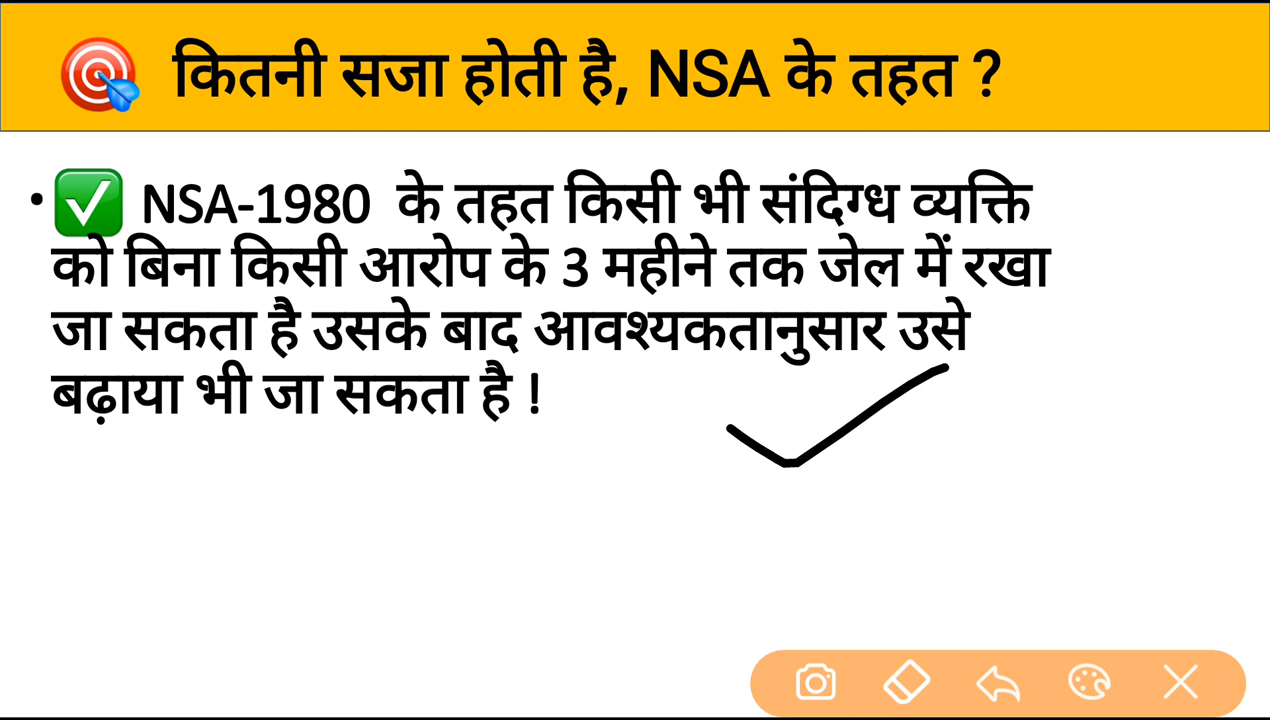 कितनी सजा होती है, NSA के तहत ?
• NSA-1980 के तहत किसी भी संदिग्ध व्यक्ति
को बिना किसी आरोप के 3 महीने तक जेल में रखा
जा सकता है उसके बाद आवश्यकतानुसार उसे
बढ़ाया भी जा सकता है !